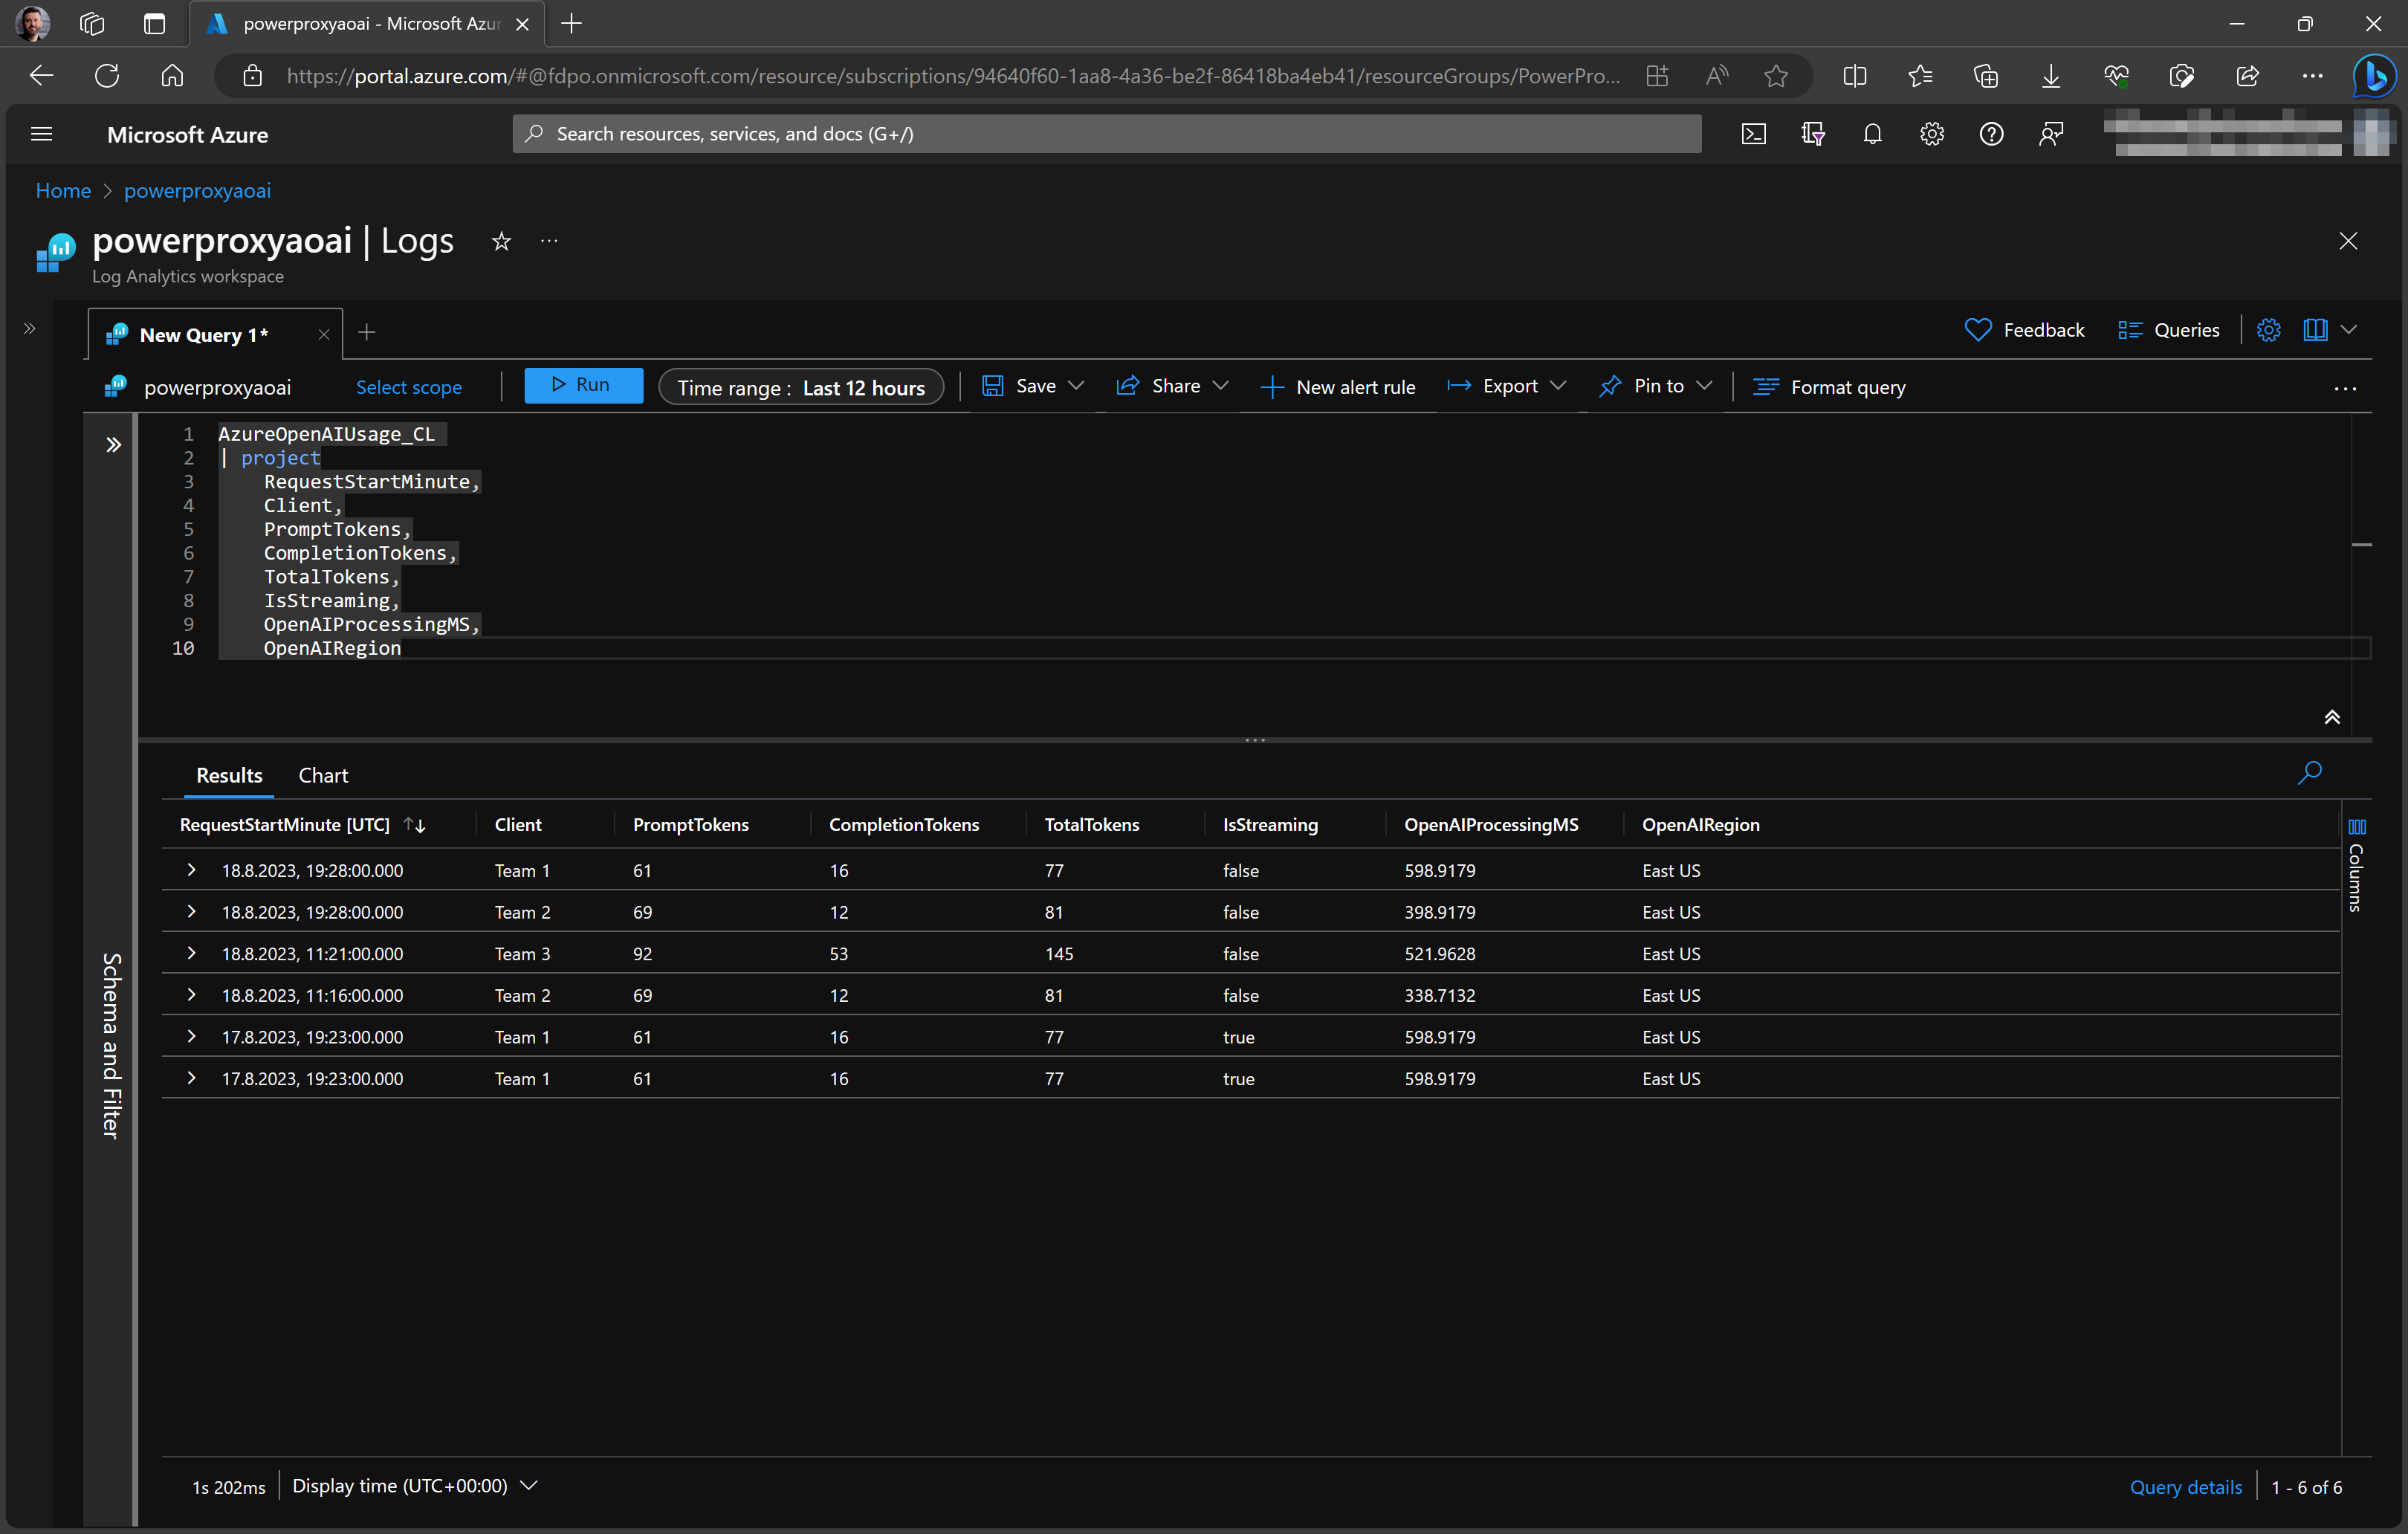 powerproxyaoai - Microsoft Azur
https://portal.azure.com/#@fdpo.onmicrosoft.com/resource/subscriptions/94640f60-1aa8-4a36-be2f-86418ba4eb41/resourceGroups/PowerPro...
Microsoft Azure
Search resources, services, and docs (G+/)
Home > powerproxyaoai
powerproxyaoai | Logs
Log Analytics workspace
New Query 1*
Feedback
Queries
powerproxyaoai
Select scope
Run
Time range : Last 12 hours
Save
Share
New alert rule
Export
Pin to
Format query
1 AzureOpenAIUsage_CL
2 | project
3 RequestStartMinute,
4 Client,
5 PromptTokens,
6 CompletionTokens,
7 TotalTokens,
8 IsStreaming,
9 OpenAIProcessingMS,
10 OpenAIRegion
Schema and Filter
Results Chart
RequestStartMinute [UTC] Client PromptTokens CompletionTokens TotalTokens IsStreaming OpenAIProcessingMS OpenAIRegion
18.8.2023, 19:28:00.000 Team 1 61 16 77 false 598.9179 East US
18.8.2023, 19:28:00.000 Team 2 69 12 81 false 398.9179 East US
18.8.2023, 11:21:00.000 Team 3 92 53 145 false 521.9628 East US
18.8.2023, 11:16:00.000 Team 2 69 12 81 false 338.7132 East US
17.8.2023, 19:23:00.000 Team 1 61 16 77 true 598.9179 East US
17.8.2023, 19:23:00.000 Team 1 61 16 77 true 598.9179 East US
Columns
1s 202ms
Display time (UTC+00:00)
Query details
1 - 6 of 6